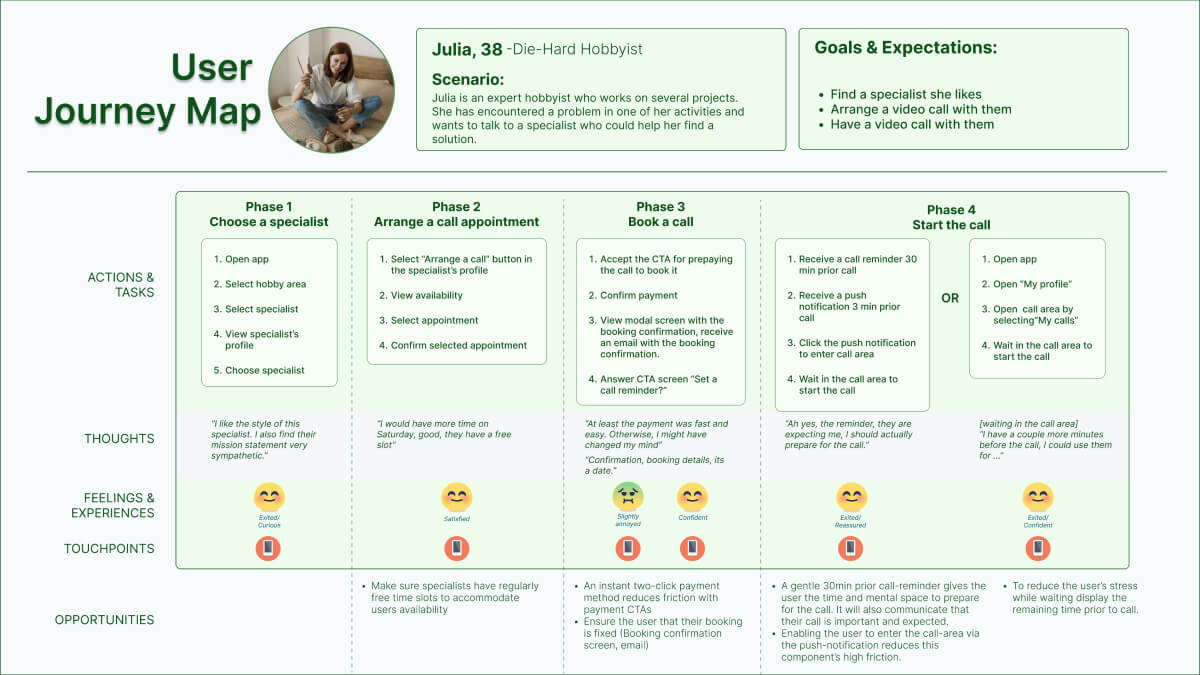 User
Journey Map
Julia, 38 -Die-Hard Hobbyist
Scenario:
Julia is an expert hobbyist who works on several projects.
She has encountered a problem in one of her activities and
wants to talk to a specialist who could help her find a
solution.
Goals & Expectations:
• Find a specialist she likes
• Arrange a video call with them
• Have a video call with them
Phase 1
Choose a specialist
Phase 2
Arrange a call appointment
Phase 3
Book a call
Phase 4
Start the call
ACTIONS &
TASKS
1. Open app
2. Select hobby area
3. Select specialist
4. View specialist's
profile
5. Choose specialist
1. Select “Arrange a call” button in
the specialist's profile
2. View availability
3. Select appointment
4. Confirm selected appointment
1. Accept the CTA for prepaying
the call to book it
2. Confirm payment
3. View modal screen with the
booking confirmation, receive
an email with the booking
confirmation.
4. Answer CTA screen “Set a
call reminder?”
1. Receive a call reminder 30
min prior call
2. Receive a push
notification 3 min prior
call
3. Click the push notification
to enter call area
4. Wait in the call area to
start the call
OR
1. Open app
2. Open “My profile”
3. Open call area by
selecting“My calls”
4. Wait in the call area to
start the call
THOUGHTS
“I like the style of this
specialist. I also find their
mission statement very
sympathetic.”
“I would have more time on
Saturday, good, they have a free
slot”
“At least the payment was fast and
easy. Otherwise, i might have
changed my mind”
“Confirmation, booking details, its
a date.”
“Ah yes, the reminder, they are
expecting me, I should actually
prepare for the call.”
[waiting in the call area]
“I have a couple more minutes
before the call, I could use them
for ...”
FEELINGS &
EXPERIENCES
Exited/
Curious
Satisfied
Slightly
annoyed
Confident
Exited/
Reassured
Exited/
Confident
TOUCHPOINTS
OPPORTUNITIES
• Make sure specialists have regularly
free time slots to accommodate
users availability
• An instant two-click payment
method reduces friction with
payment CTAs
• Ensure the user that their booking
is fixed (Booking confirmation
screen, email)
• A gentle 30min prior call-reminder gives the
user the time and mental space to prepare
for the call. It will also communicate that
their call is important and expected.
• Enabling the user to enter the call-area via
the push-notification reduces this
component's high friction.
• To reduce the user's stress
while waiting display the
remaining time prior to call.